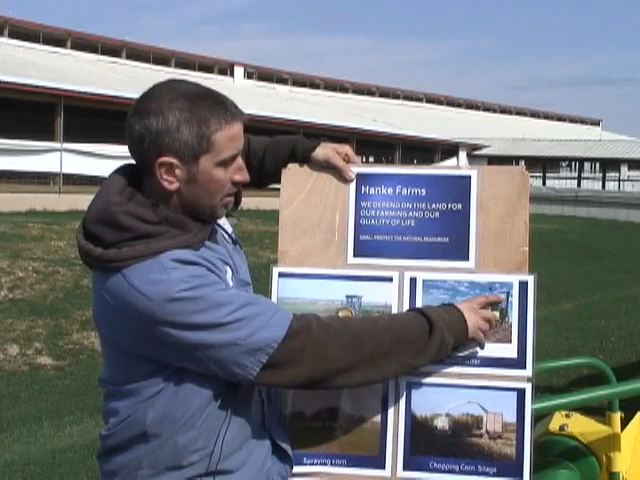 Hanke Farms
WE DEPEND ON THE LAND FOR
OUR FARMING AND OUR
QUALITY OF LIFE
SHALL PROTECT THE NATURAL RESOURCES
Spraying corn
Chopping Corn Silage